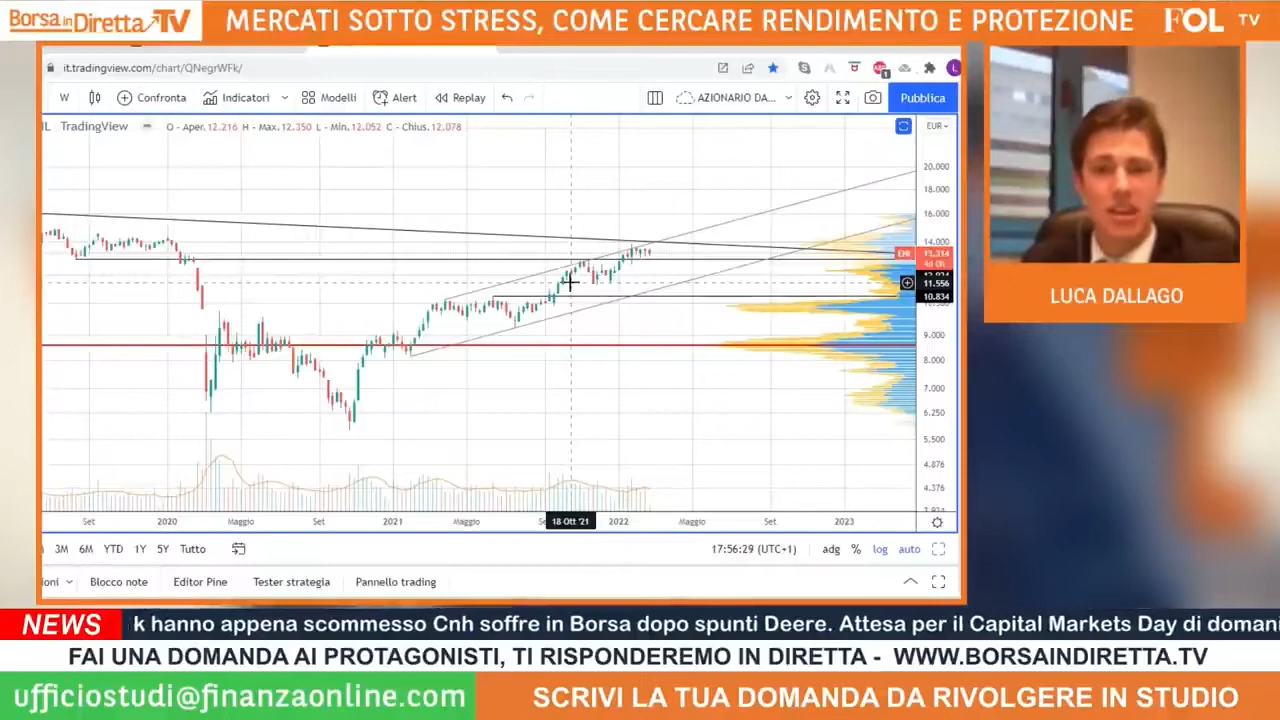 Borsa in Diretta TV
MERCATI SOTTO STRESS, COME CERCARE RENDIMENTO E PROTEZIONE
FOL TV
it.tradingview.com/chart/QNegrWFk/
W
Confronta
Indicatori
Modelli
Alert
Replay
AZIONARIO DA...
Pubblica
TradingView
O - Aper.12.216 H - Max.12.350 L - Min.12.052 C - Chius.12.078
EUR
20.000
18.000
16.000
14.000
ENI 13.314
4d 0h
11.556
10.834
9.000
8.000
7.000
6.250
5.500
4.876
4.376
Set
2020
Maggio
Set
2021
Maggio
18 Ott '21
2022
Maggio
Set
2023
3M 6M YTD 1Y 5Y Tutto
17:56:29 (UTC+1)
adg % log auto
Blocco note
Editor Pine
Tester strategia
Pannello trading
LUCA DALLAGO
NEWS
k hanno appena scommesso Cnh soffre in Borsa dopo spunti Deere. Attesa per il Capital Markets Day di domani
FAI UNA DOMANDA AI PROTAGONISTI, TI RISPONDEREMO IN DIRETTA - WWW.BORSAINDIRETTA.TV
ufficiostudi@finanzaonline.com
SCRIVI LA TUA DOMANDA DA RIVOLGERE IN STUDIO